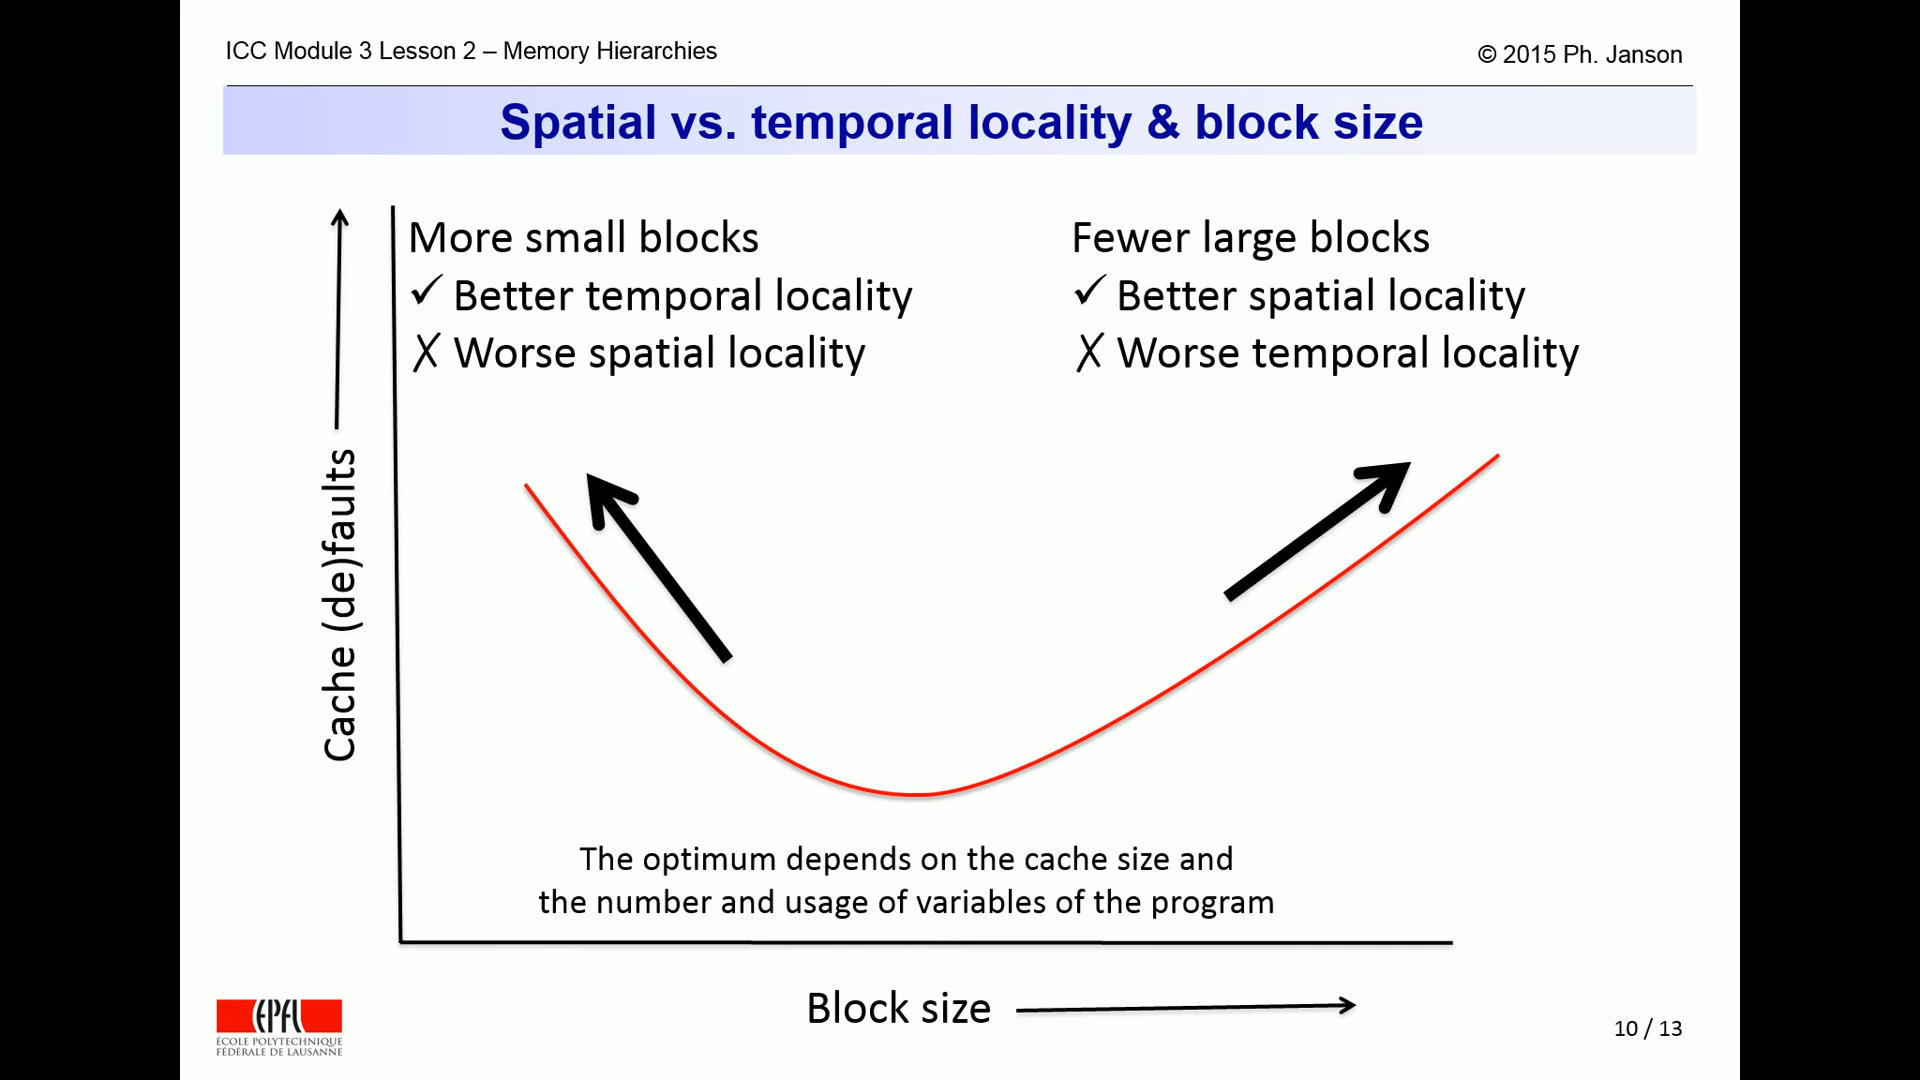 ICC Module 3 Lesson 2 – Memory Hierarchies
© 2015 Ph. Janson
Spatial vs. temporal locality & block size
More small blocks
✓ Better temporal locality
✗ Worse spatial locality
Fewer large blocks
✓ Better spatial locality
✗ Worse temporal locality
Cache (de)faults
The optimum depends on the cache size and
the number and usage of variables of the program
Block size
EPFL
ÉCOLE POLYTECHNIQUE
FÉDÉRALE DE LAUSANNE
10 / 13